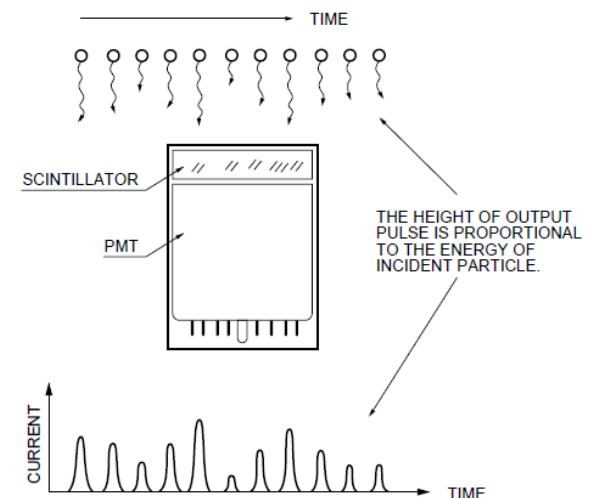 TIME
SCINTILLATOR
PMT
THE HEIGHT OF OUTPUT
PULSE IS PROPORTIONAL
TO THE ENERGY OF
INCIDENT PARTICLE.
CURRENT
TIME